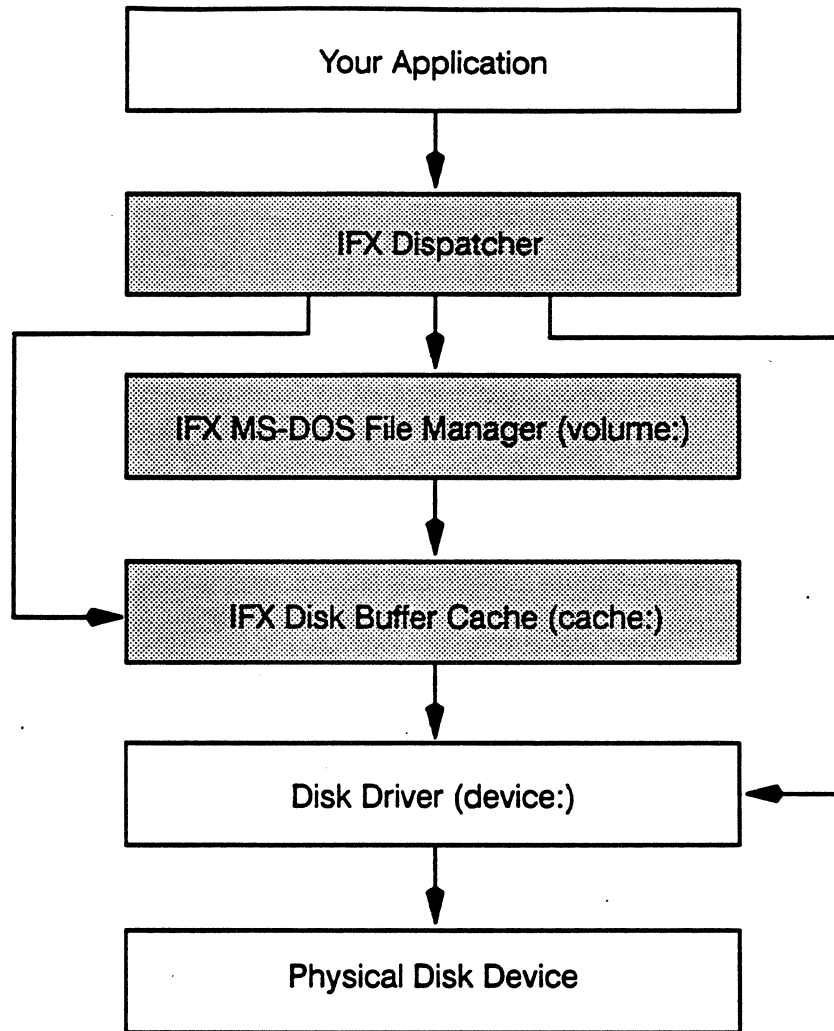 Your Application
IFX Dispatcher
IFX MS-DOS File Manager (volume:)
IFX Disk Buffer Cache (cache:)
Disk Driver (device:)
Physical Disk Device